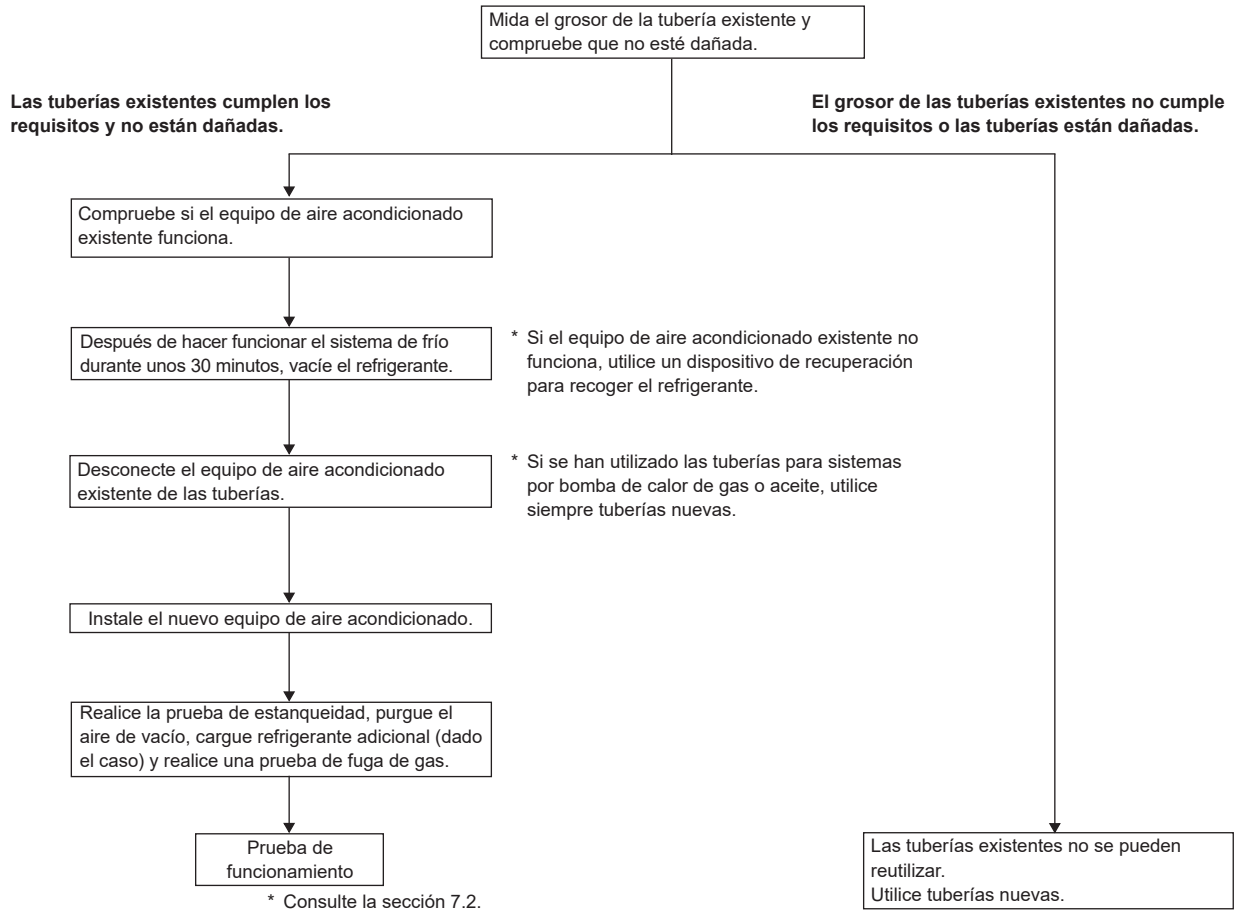 Mida el grosor de la tubería existente y
compruebe que no esté dañada.
Las tuberías existentes cumplen los
requisitos y no están dañadas.
El grosor de las tuberías existentes no cumple
los requisitos o las tuberías están dañadas.
Compruebe si el equipo de aire acondicionado
existente funciona.
Después de hacer funcionar el sistema de frío
durante unos 30 minutos, vacíe el refrigerante.
* Si el equipo de aire acondicionado existente no
funciona, utilice un dispositivo de recuperación
para recoger el refrigerante.
Desconecte el equipo de aire acondicionado
existente de las tuberías.
* Si se han utilizado las tuberías para sistemas
por bomba de calor de gas o aceite, utilice
siempre tuberías nuevas.
Instale el nuevo equipo de aire acondicionado.
Realice la prueba de estanqueidad, purgue el
aire de vacío, cargue refrigerante adicional (dado
el caso) y realice una prueba de fuga de gas.
Prueba de
funcionamiento
* Consulte la sección 7.2.
Las tuberías existentes no se pueden
reutilizar.
Utilice tuberías nuevas.